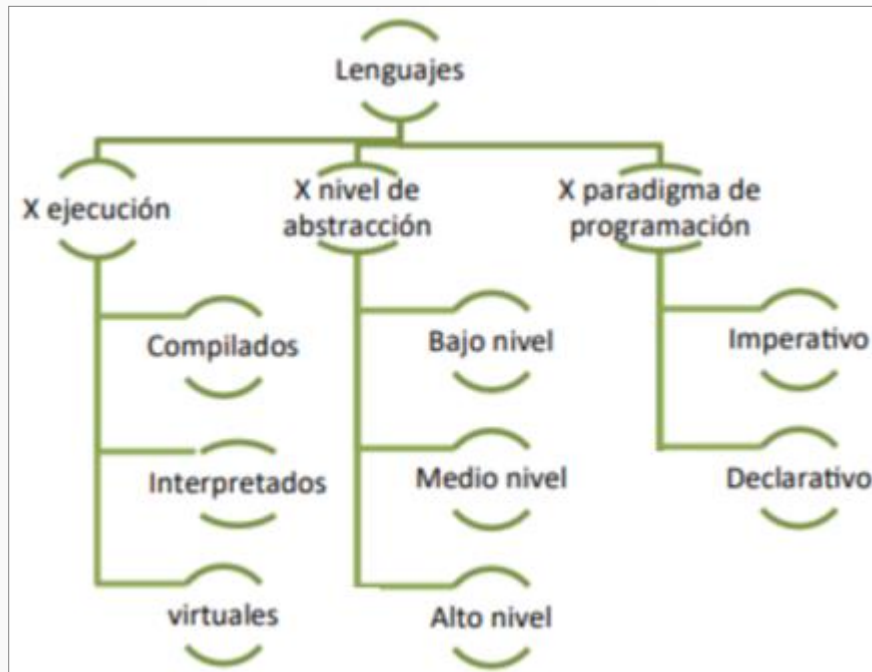 Lenguajes
X ejecución
X nivel de
abstracción
X paradigma de
programación
Compilados
Bajo nivel
Imperativo
Interpretados
Medio nivel
Declarativo
virtuales
Alto nivel